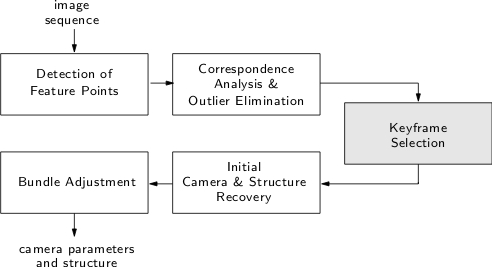 image
sequence
Detection of
Feature Points
Correspondence
Analysis &
Outlier Elimination
Keyframe
Selection
Initial
Camera & Structure
Recovery
Bundle Adjustment
camera parameters
and structure